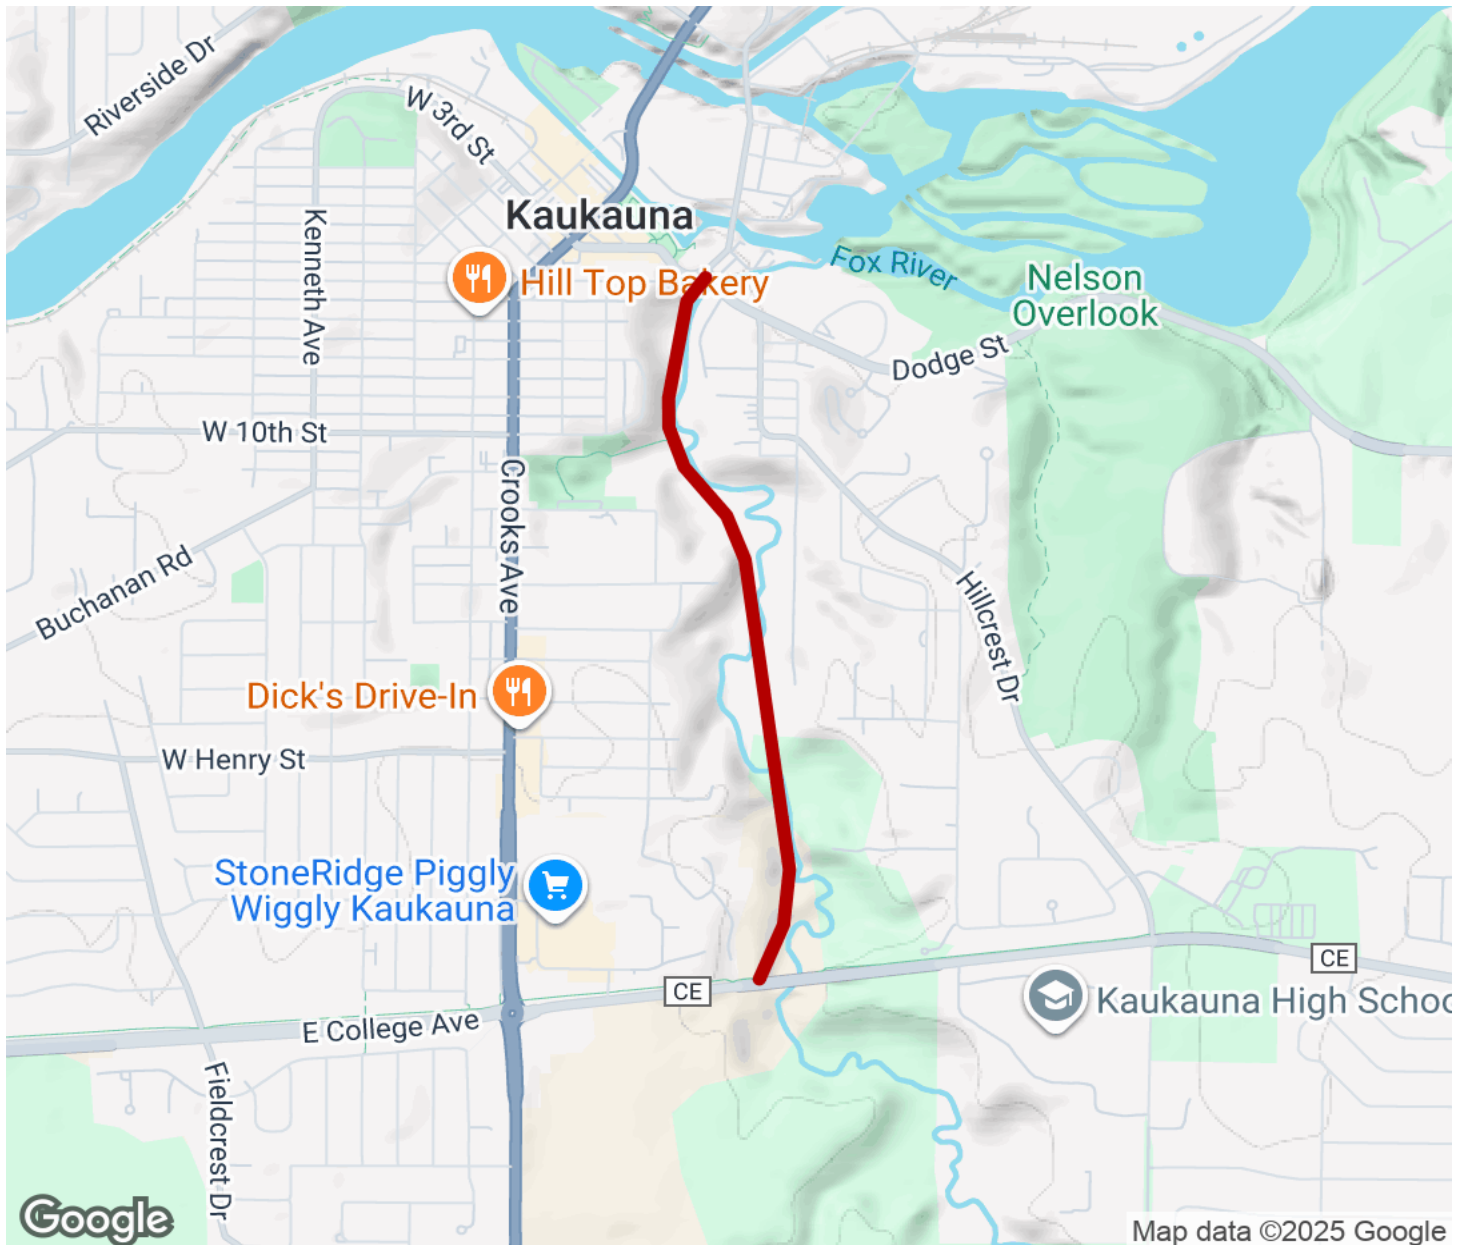 Riverside Dr
W 3rd St
Kaukauna
Kenneth Ave
Hill Top Bakery
Fox River
Nelson
Overlook
Dodge St
W 10th St
Crooks Ave
Buchanan Rd
Hillcrest Dr
Dick's Drive-In
W Henry St
StoneRidge Piggly
Wiggly Kaukauna
CE
CE
Kaukauna High Schoo
E College Ave
Fieldcrest Dr
Google
Map data ©2025 Google